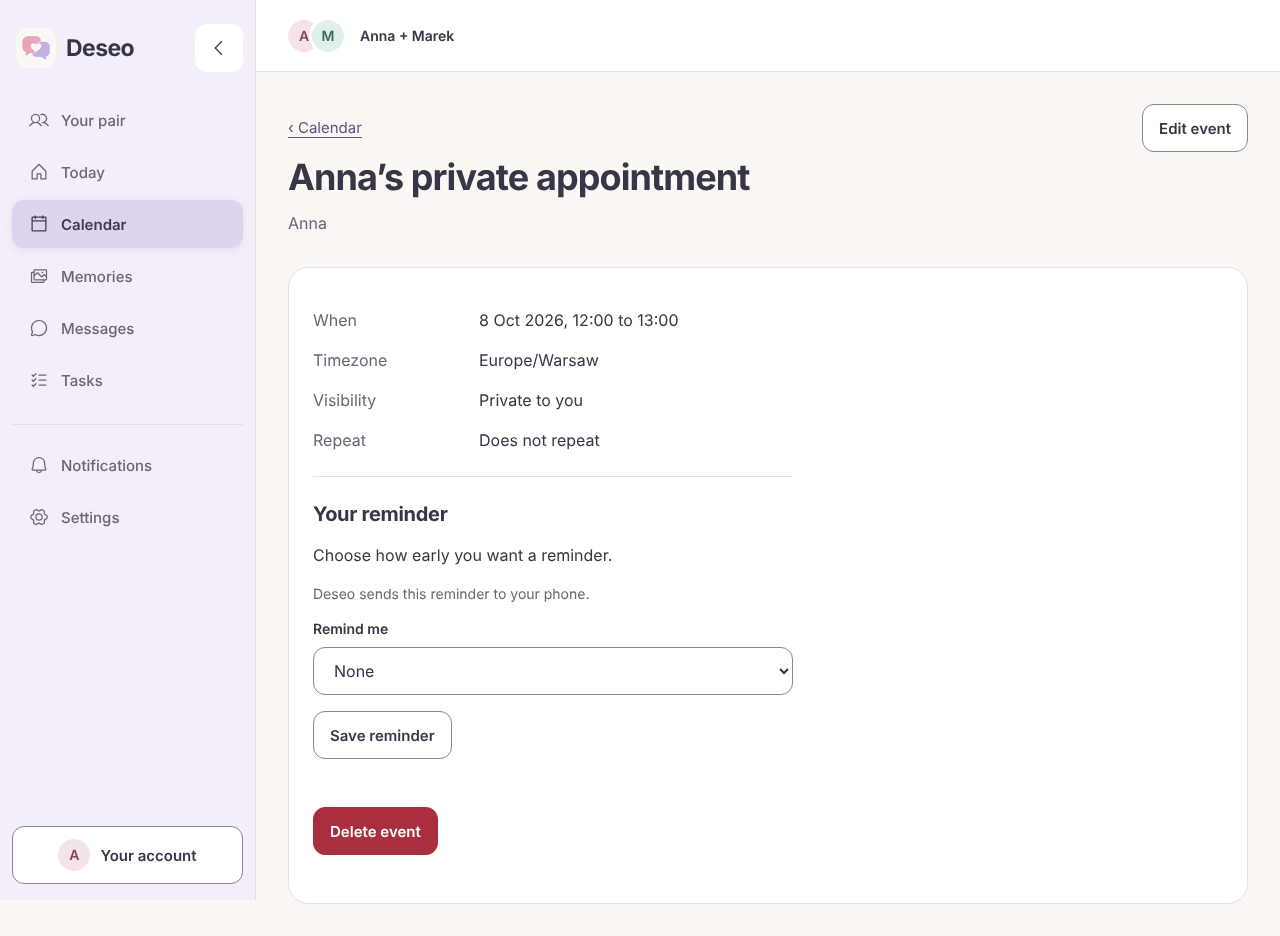 Deseo
Your pair
Today
Calendar
Memories
Messages
Tasks
Notifications
Settings
A Your account
A M Anna + Marek
‹ Calendar
Edit event
Anna’s private appointment
Anna
When 8 Oct 2026, 12:00 to 13:00
Timezone Europe/Warsaw
Visibility Private to you
Repeat Does not repeat
Your reminder
Choose how early you want a reminder.
Deseo sends this reminder to your phone.
Remind me
None
Save reminder
Delete event